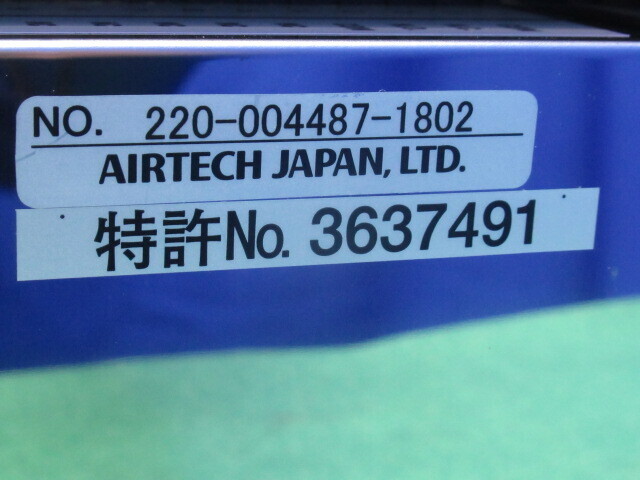 NO. 220-004487-1802
AIRTECH JAPAN, LTD.
特許No. 3637491